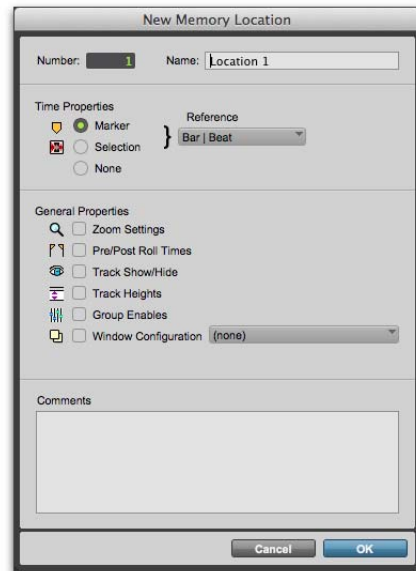 New Memory Location
Number: 1 Name: Location 1
Time Properties
Reference
Marker
Bar | Beat
Selection
None
General Properties
Zoom Settings
Pre/Post Roll Times
Track Show/Hide
Track Heights
Group Enables
Window Configuration (none)
Comments
Cancel OK